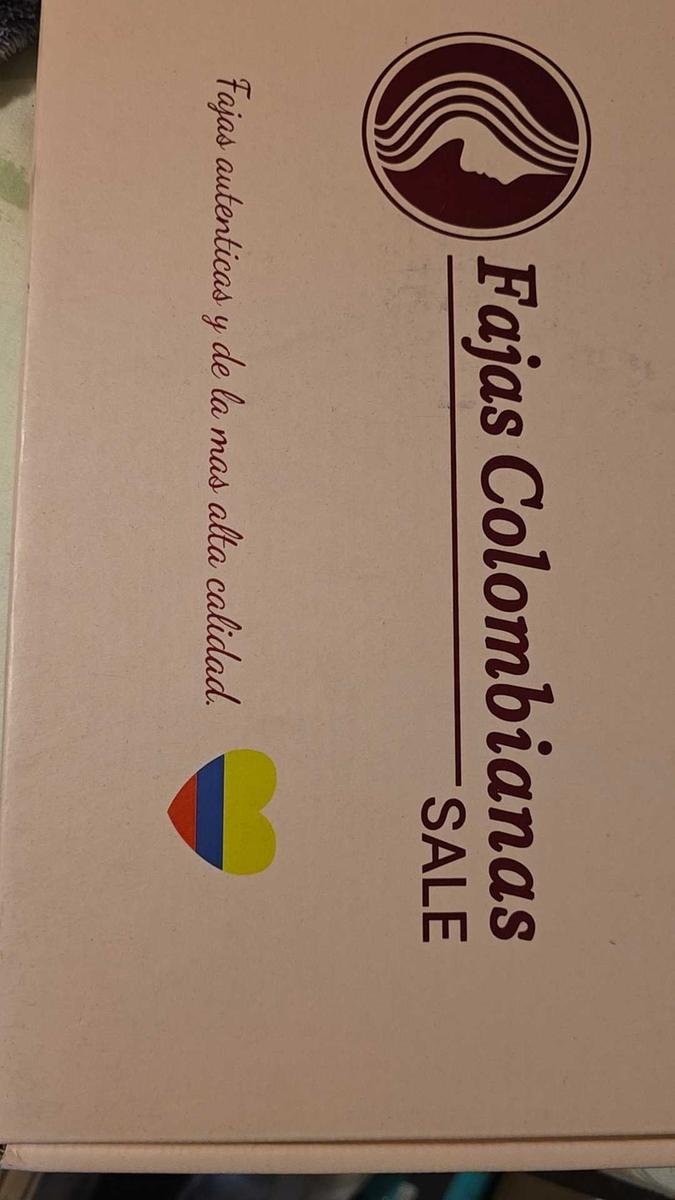 Fajas Colombianas
SALE
Fajas autenticas y de la mas alta calidad.